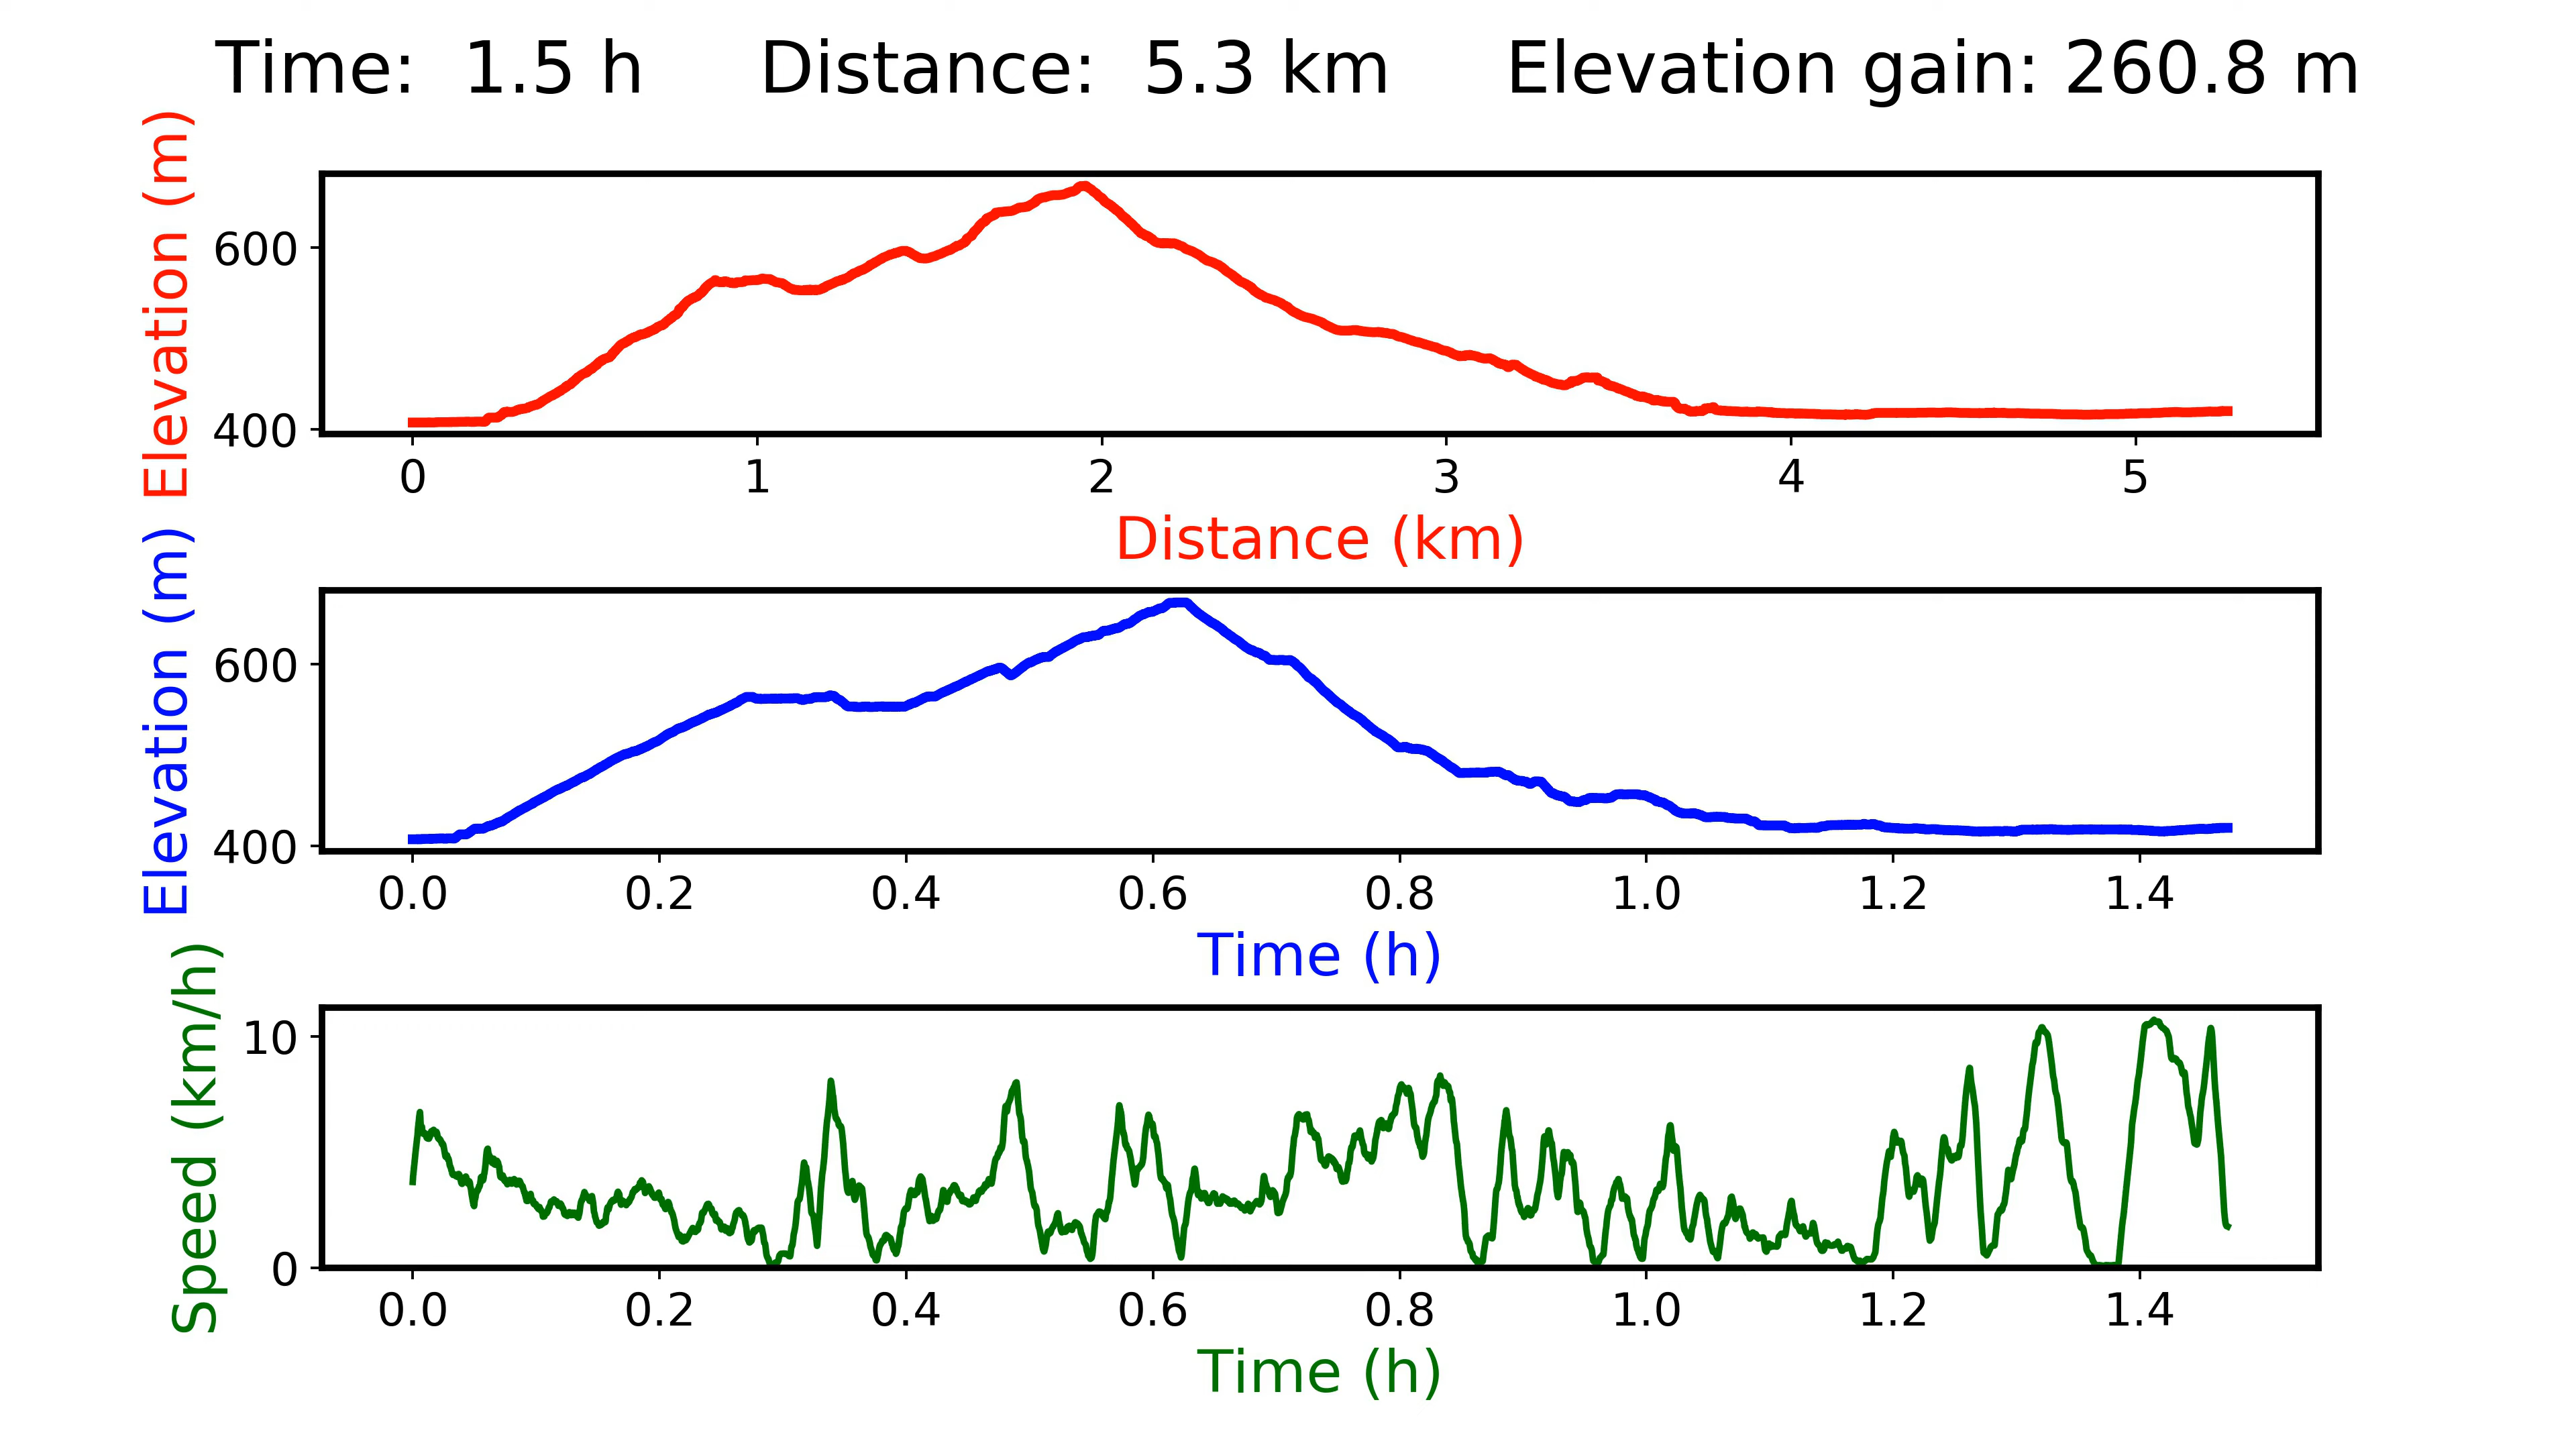 Time:  1.5 h      Distance:  5.3 km      Elevation gain: 260.8 m
Elevation (m)
600
400
0 1 2 3 4 5
Distance (km)
Elevation (m)
600
400
0.0 0.2 0.4 0.6 0.8 1.0 1.2 1.4
Time (h)
Speed (km/h)
10
0
0.0 0.2 0.4 0.6 0.8 1.0 1.2 1.4
Time (h)